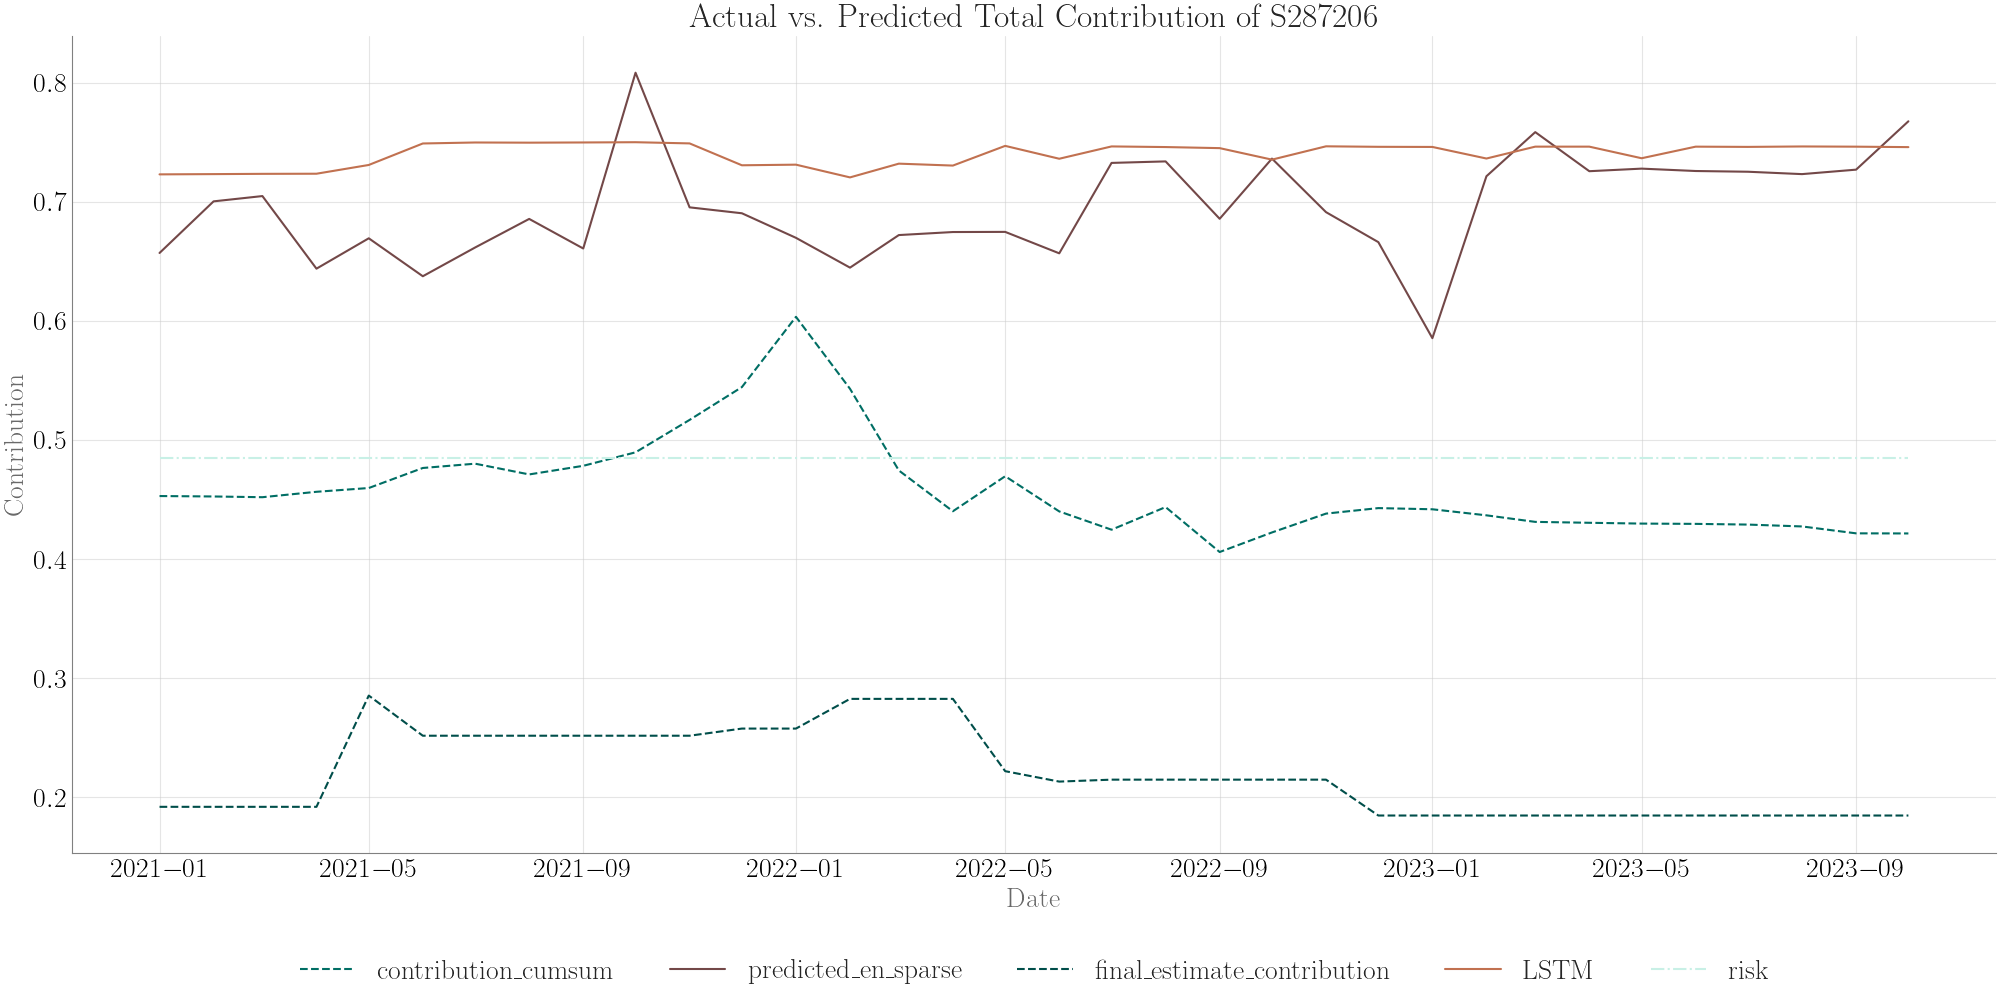 Actual vs. Predicted Total Contribution of S287206
Contribution
0.8
0.7
0.6
0.5
0.4
0.3
0.2
2021−01 2021−05 2021−09 2022−01 2022−05 2022−09 2023−01 2023−05 2023−09
Date
contribution_cumsum predicted_en_sparse final_estimate_contribution LSTM risk